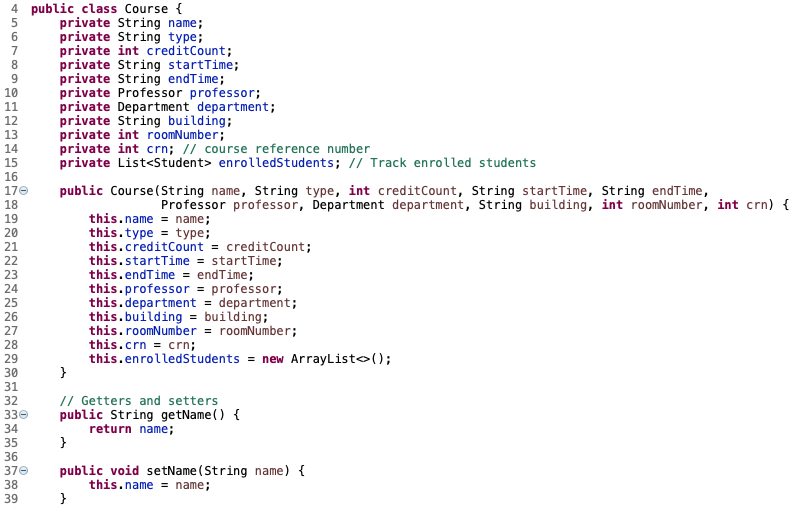 4 public class Course {
5     private String name;
6     private String type;
7     private int creditCount;
8     private String startTime;
9     private String endTime;
10     private Professor professor;
11     private Department department;
12     private String building;
13     private int roomNumber;
14     private int crn; // course reference number
15     private List<Student> enrolledStudents; // Track enrolled students
16
17     public Course(String name, String type, int creditCount, String startTime, String endTime,
18                   Professor professor, Department department, String building, int roomNumber, int crn) {
19         this.name = name;
20         this.type = type;
21         this.creditCount = creditCount;
22         this.startTime = startTime;
23         this.endTime = endTime;
24         this.professor = professor;
25         this.department = department;
26         this.building = building;
27         this.roomNumber = roomNumber;
28         this.crn = crn;
29         this.enrolledStudents = new ArrayList<>();
30     }
31
32     // Getters and setters
33     public String getName() {
34         return name;
35     }
36
37     public void setName(String name) {
38         this.name = name;
39     }